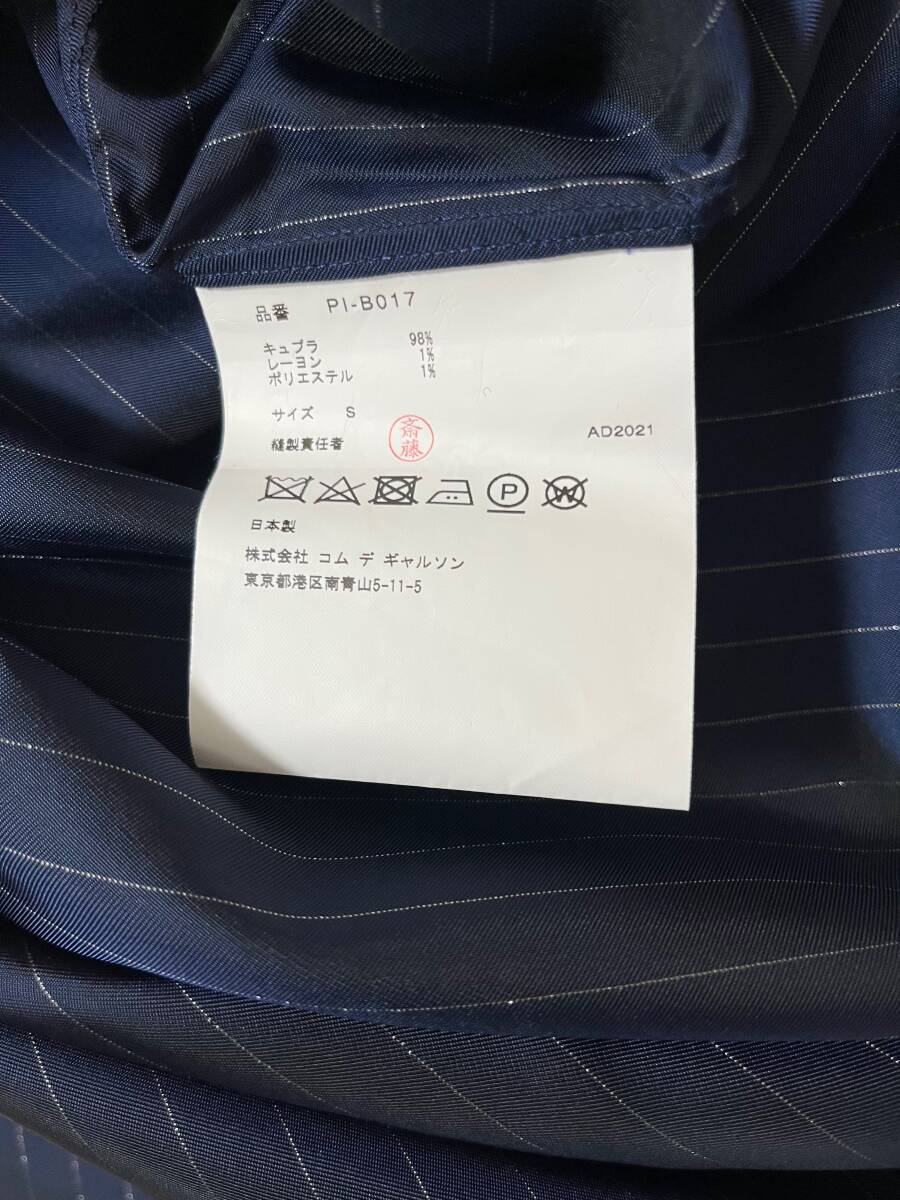 品番 PI-B017
キュプラ 98%
レーヨン 1%
ポリエステル 1%
サイズ S
縫製責任者 斎藤 AD2021
P W
日本製
株式会社 コム デ ギャルソン
東京都港区南青山5-11-5